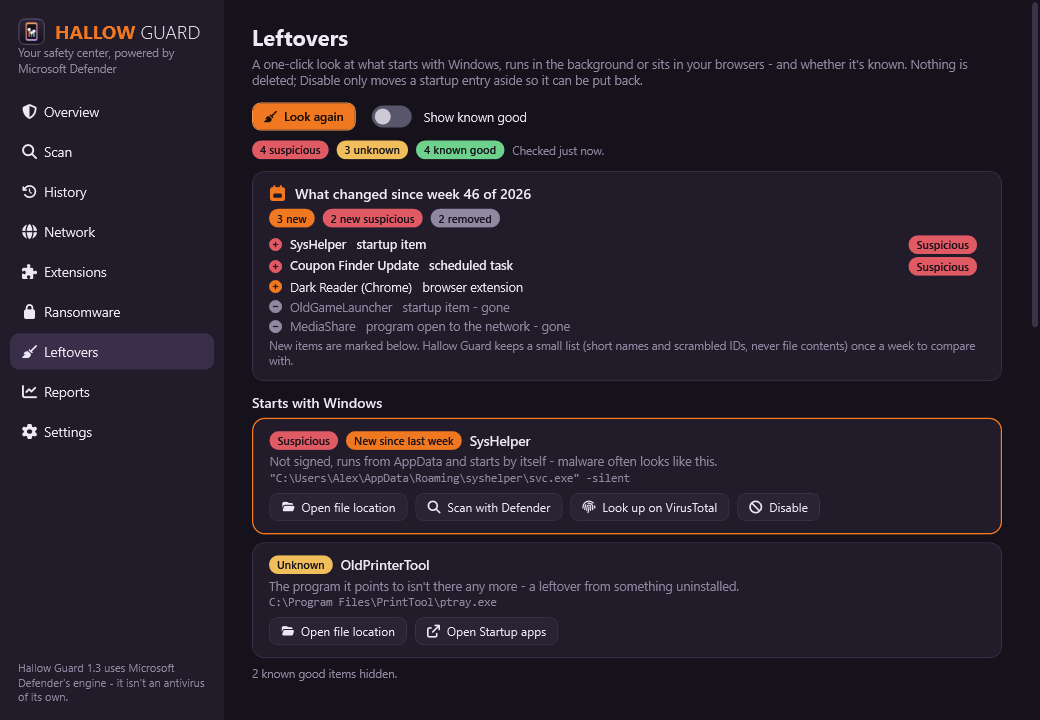 HALLOW GUARD
Your safety center, powered by
Microsoft Defender
Overview
Scan
History
Network
Extensions
Ransomware
Leftovers
Reports
Settings
Hallow Guard 1.3 uses Microsoft
Defender's engine - it isn't an antivirus
of its own.
Leftovers
A one-click look at what starts with Windows, runs in the background or sits in your browsers - and whether it's known. Nothing is
deleted; Disable only moves a startup entry aside so it can be put back.
Look again Show known good
4 suspicious 3 unknown 4 known good Checked just now.
What changed since week 46 of 2026
3 new 2 new suspicious 2 removed
SysHelper startup item Suspicious
Coupon Finder Update scheduled task Suspicious
Dark Reader (Chrome) browser extension
OldGameLauncher startup item - gone
MediaShare program open to the network - gone
New items are marked below. Hallow Guard keeps a small list (short names and scrambled IDs, never file contents) once a week to compare
with.
Starts with Windows
Suspicious New since last week SysHelper
Not signed, runs from AppData and starts by itself - malware often looks like this.
"C:\Users\Alex\AppData\Roaming\syshelper\svc.exe" -silent
Open file location Scan with Defender Look up on VirusTotal Disable
Unknown OldPrinterTool
The program it points to isn't there any more - a leftover from something uninstalled.
C:\Program Files\PrintTool\ptray.exe
Open file location Open Startup apps
2 known good items hidden.